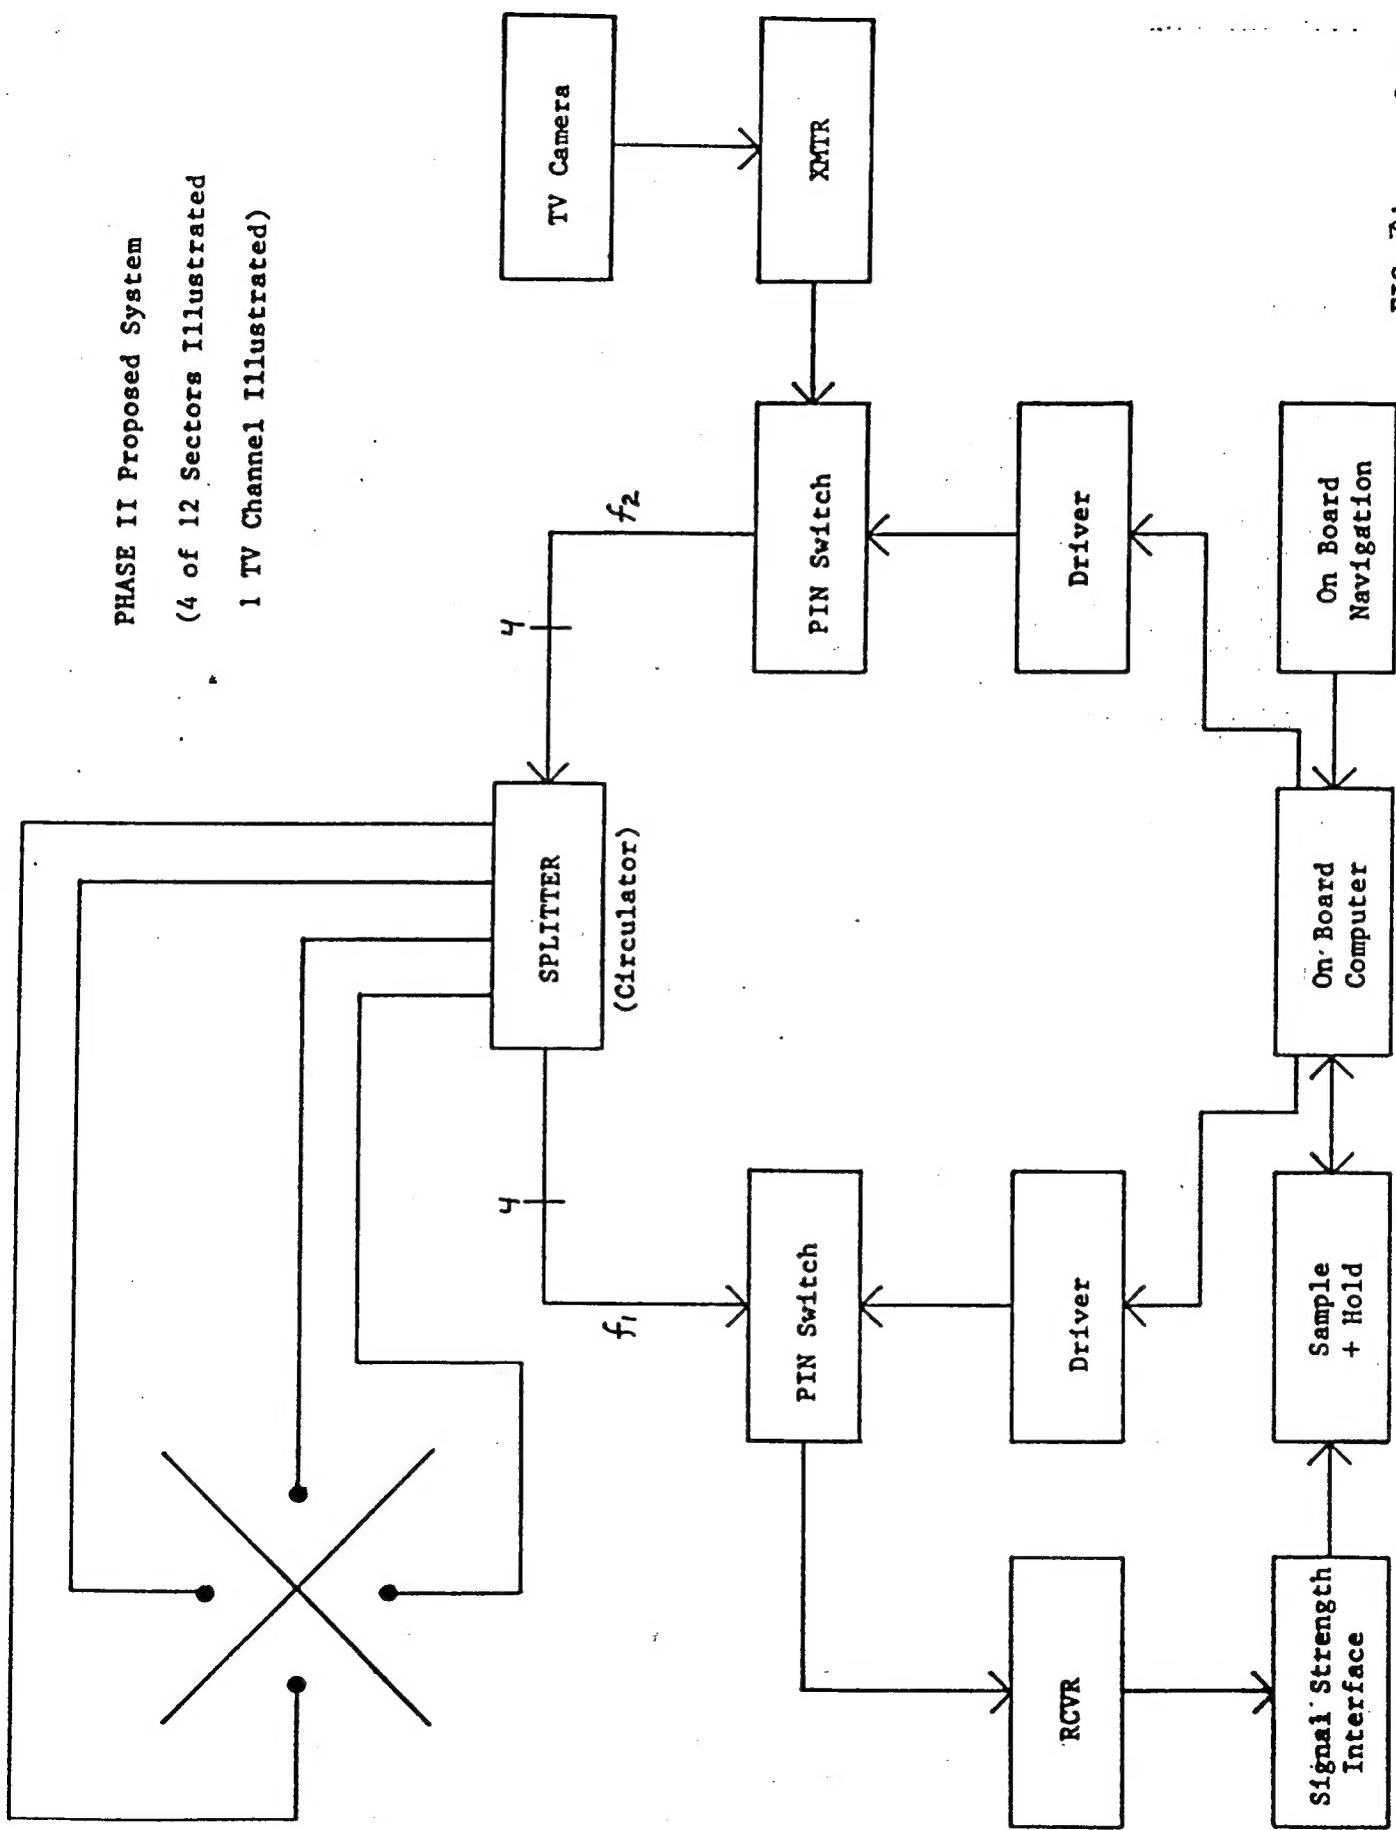 PHASE II Proposed System
(4 of 12 Sectors Illustrated
1 TV Channel Illustrated)
TV Camera
XMTR
SPLITTER
(Circulator)
4
4
f1
f2
PIN Switch
PIN Switch
RCVR
Driver
Driver
Signal Strength
Interface
Sample
+ Hold
On Board
Computer
On Board
Navigation